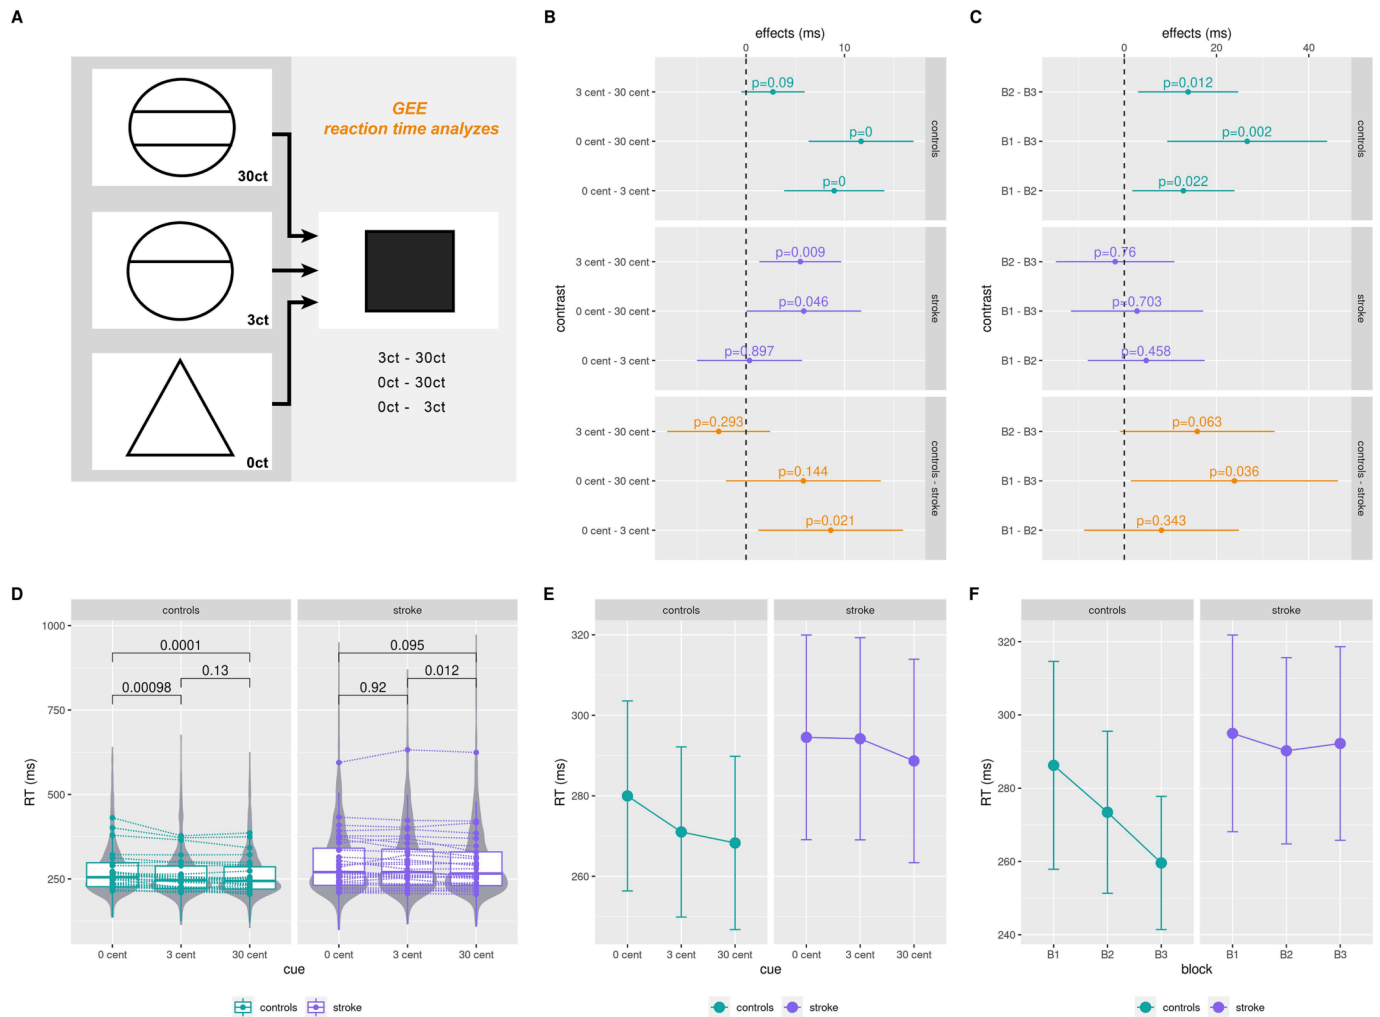 A
30ct
3ct
0ct
GEE
reaction time analyzes
3ct - 30ct
0ct - 30ct
0ct - 3ct
B
effects (ms)
0 10
contrast
3 cent - 30 cent
p=0.09
0 cent - 30 cent
p=0
0 cent - 3 cent
p=0
controls
3 cent - 30 cent
p=0.009
0 cent - 30 cent
p=0.046
0 cent - 3 cent
p=0.897
stroke
3 cent - 30 cent
p=0.293
0 cent - 30 cent
p=0.144
0 cent - 3 cent
p=0.021
controls - stroke
C
effects (ms)
0 20 40
contrast
B2 - B3
p=0.012
B1 - B3
p=0.002
B1 - B2
p=0.022
controls
B2 - B3
p=0.76
B1 - B3
p=0.703
B1 - B2
p=0.458
stroke
B2 - B3
p=0.063
B1 - B3
p=0.036
B1 - B2
p=0.343
controls - stroke
D
controls stroke
RT (ms)
1000
750
500
250
0.0001
0.13
0.00098
0.095
0.012
0.92
0 cent 3 cent 30 cent 0 cent 3 cent 30 cent
cue
controls stroke
E
controls stroke
RT (ms)
320
300
280
260
0 cent 3 cent 30 cent 0 cent 3 cent 30 cent
cue
controls stroke
F
controls stroke
RT (ms)
320
300
280
260
240
B1 B2 B3 B1 B2 B3
block
controls stroke